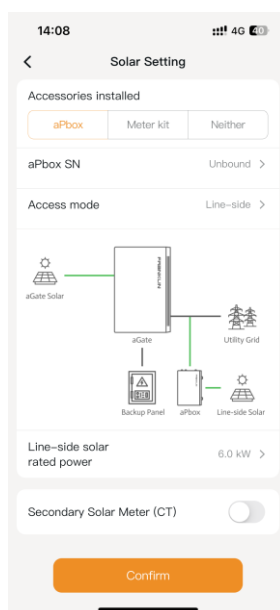 14:08
4G 40
Solar Setting
Accessories installed
aPbox Meter kit Neither
aPbox SN Unbound
Access mode Line-side
FRANKLIN
aGate Solar
aGate
Utility Grid
Backup Panel aPbox Line-side Solar
Line-side solar
rated power
6.0 kW
Secondary Solar Meter (CT)
Confirm